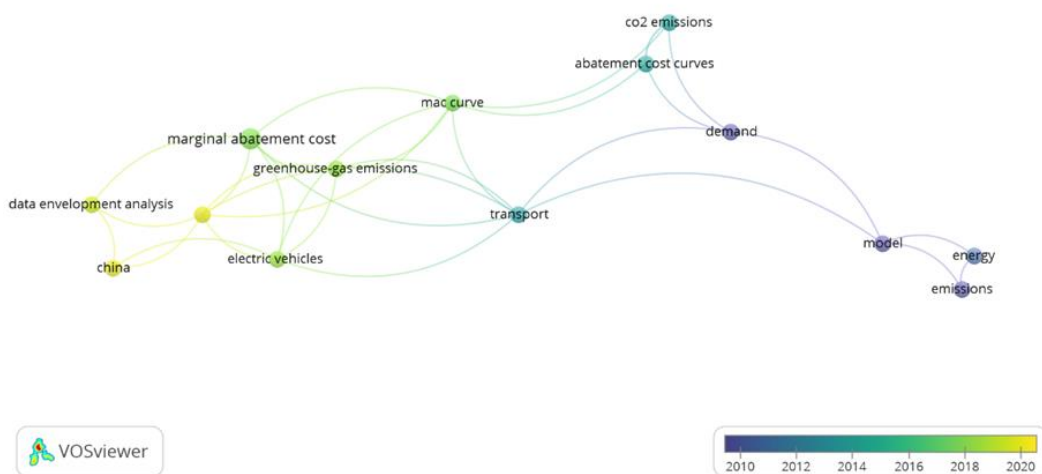 co2 emissions
abatement cost curves
mac curve
demand
marginal abatement cost
greenhouse-gas emissions
data envelopment analysis
transport
model
energy
electric vehicles
china
emissions
VOSviewer
2010 2012 2014 2016 2018 2020